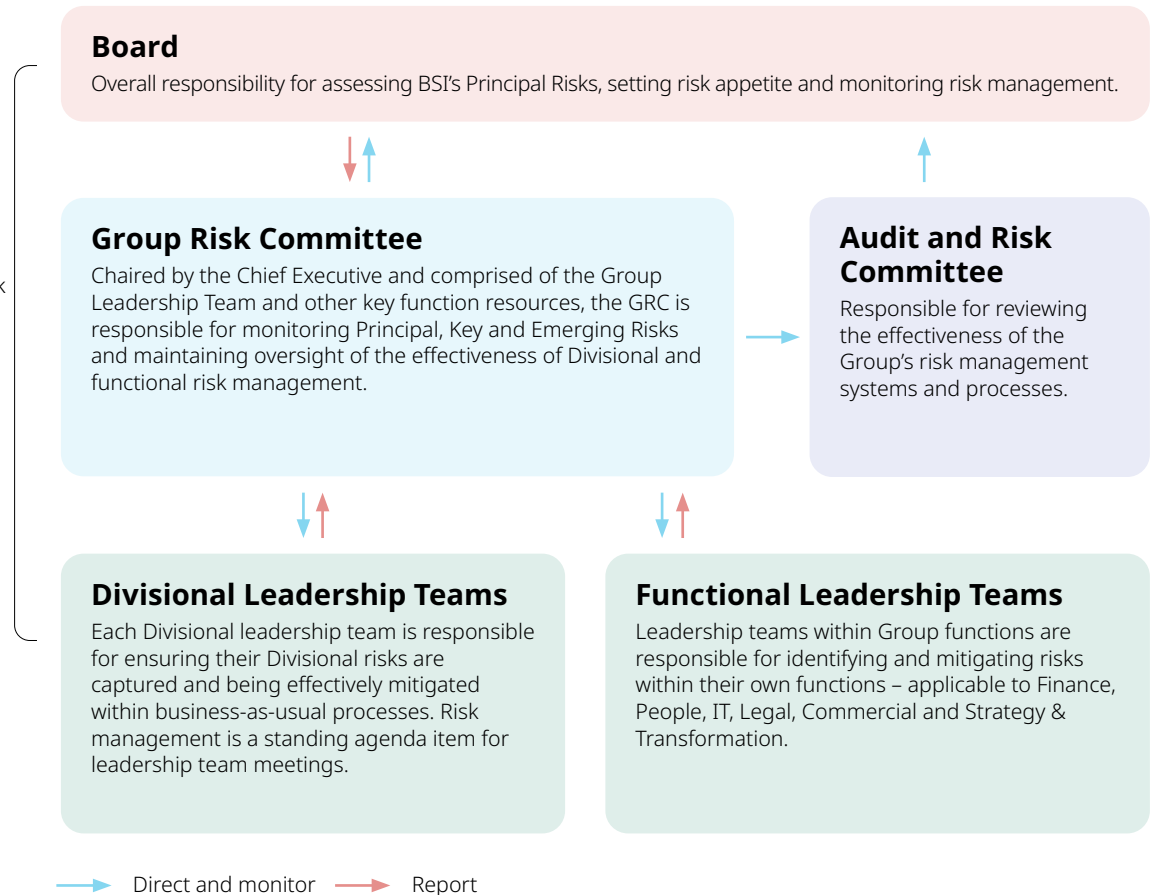 Board
Overall responsibility for assessing BSI’s Principal Risks, setting risk appetite and monitoring risk management.
Group Risk Committee
Chaired by the Chief Executive and comprised of the Group
Leadership Team and other key function resources, the GRC is
responsible for monitoring Principal, Key and Emerging Risks
and maintaining oversight of the effectiveness of Divisional and
functional risk management.
Audit and Risk
Committee
Responsible for reviewing
the effectiveness of the
Group’s risk management
systems and processes.
Divisional Leadership Teams
Each Divisional leadership team is responsible
for ensuring their Divisional risks are
captured and being effectively mitigated
within business-as-usual processes. Risk
management is a standing agenda item for
leadership team meetings.
Functional Leadership Teams
Leadership teams within Group functions are
responsible for identifying and mitigating risks
within their own functions – applicable to Finance,
People, IT, Legal, Commercial and Strategy &
Transformation.
Direct and monitor
Report